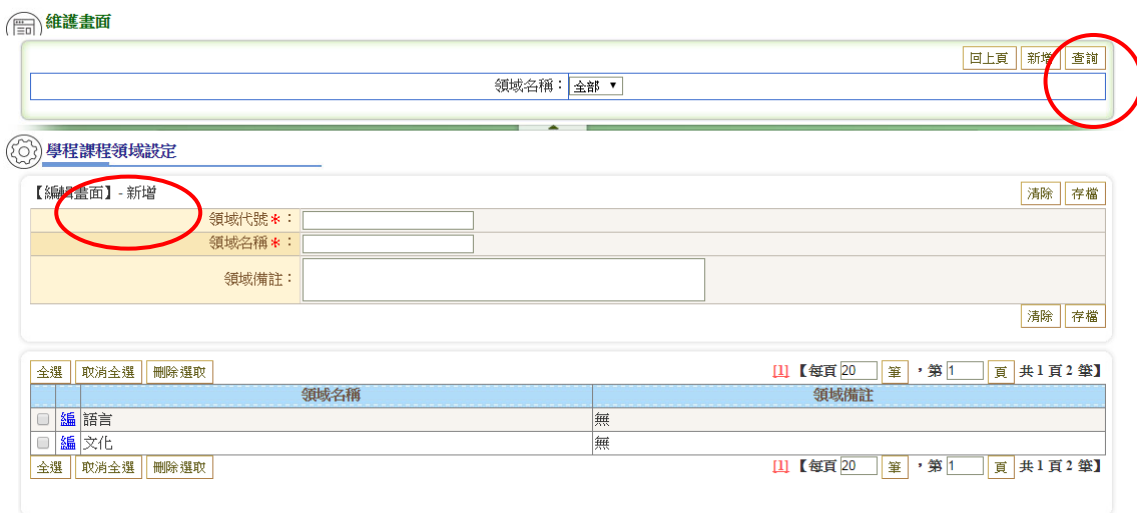 維護畫面
回上頁 新增 查詢
領域名稱： 全部
學程課程領域設定
【編輯畫面】- 新增 清除 存檔
領域代號＊：
領域名稱＊：
領域備註：
清除 存檔
全選 取消全選 刪除選取 [1] 【每頁 20 筆 ，第 1 頁 共 1 頁 2 筆】
領域名稱 領域備註
編 語言 無
編 文化 無
全選 取消全選 刪除選取 [1] 【每頁 20 筆 ，第 1 頁 共 1 頁 2 筆】